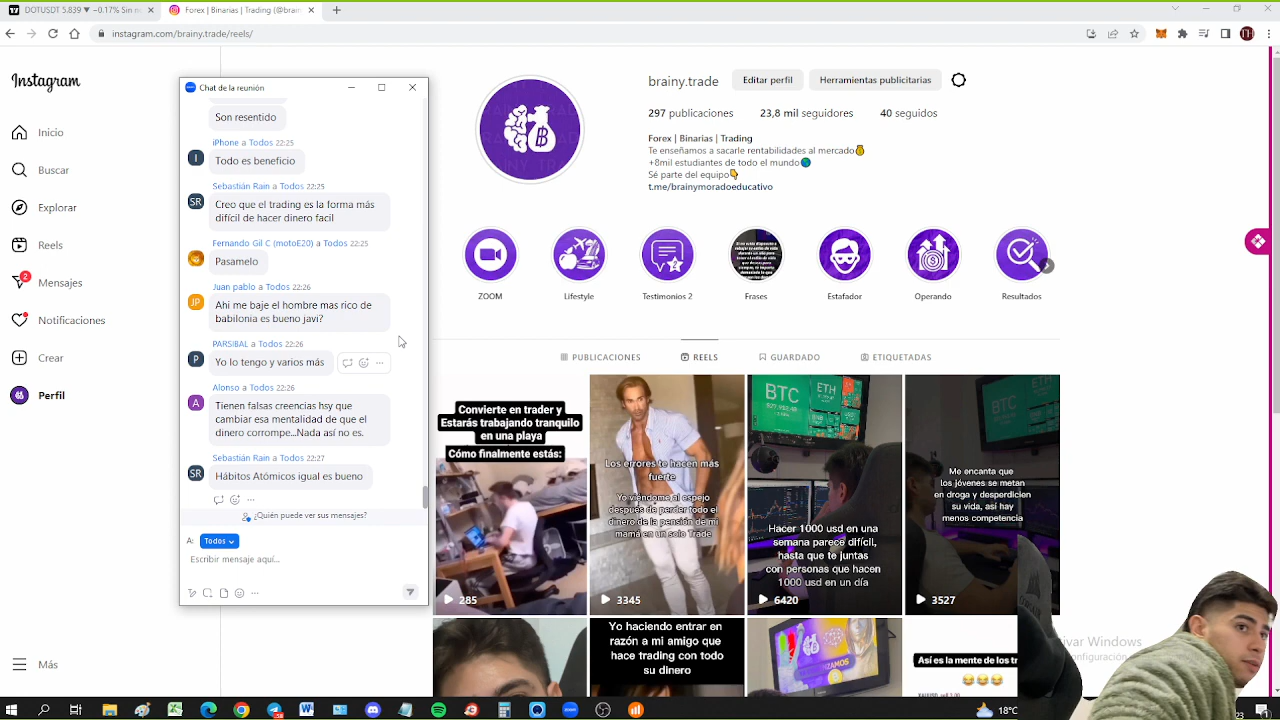 DOTUSDT 5.839 ▼ −0.17% Sin no
Forex | Binarias | Trading (@brain
instagram.com/brainy.trade/reels/
Instagram
Inicio
Buscar
Explorar
Reels
2
Mensajes
Notificaciones
Crear
Perfil
Más
Chat de la reunión
Son resentido
iPhone a Todos 22:25
I
Todo es beneficio
Sebastián Rain a Todos 22:25
SR
Creo que el trading es la forma más
difícil de hacer dinero facil
Fernando Gil C (motoE20) a Todos 22:25
Pasamelo
Juan pablo a Todos 22:26
JP
Ahi me baje el hombre mas rico de
babilonia es bueno javi?
PARSIBAL a Todos 22:26
P
Yo lo tengo y varios más
Alonso a Todos 22:26
A
Tienen falsas creencias hsy que
cambiar esa mentalidad de que el
dinero corrompe...Nada así no es.
Sebastián Rain a Todos 22:27
SR
Hábitos Atómicos igual es bueno
¿Quién puede ver sus mensajes?
A: Todos
Escribir mensaje aquí...
brainy.trade
Editar perfil
Herramientas publicitarias
297 publicaciones
23,8 mil seguidores
40 seguidos
Forex | Binarias | Trading
Te enseñamos a sacarle rentabilidades al mercado💰
+8mil estudiantes de todo el mundo🌎
Sé parte del equipo👇
t.me/brainymoradoeducativo
ZOOM
Lifestyle
Testimonios 2
Frases
Estafador
Operando
Resultados
PUBLICACIONES
REELS
GUARDADO
ETIQUETADAS
Convierte en trader y
Estarás trabajando tranquilo
en una playa
Cómo finalmente estás:
285
Los errores te hacen más
fuerte
Yo viéndome al espejo
después de perder todo el
dinero de la pensión de mi
mamá en un solo Trade
3345
BTC
ETH
Hacer 1000 usd en una
semana parece difícil,
hasta que te juntas
con personas que hacen
1000 usd en un día
6420
BTC
Me encanta que
los jóvenes se metan
en droga y desperdicien
su vida, así hay
menos competencia
3527
Yo haciendo entrar en
razón a mi amigo que
hace trading con todo
su dinero
Así es la mente de los tr
😂😂😂
ivar Windows
18°C
23